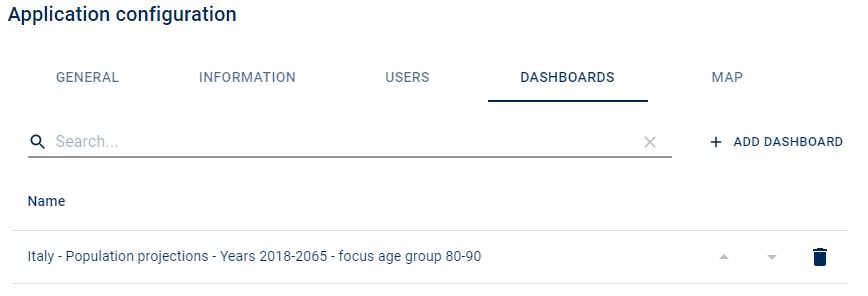 Application configuration
GENERAL INFORMATION USERS DASHBOARDS MAP
Search...
ADD DASHBOARD
Name
Italy - Population projections - Years 2018-2065 - focus age group 80-90